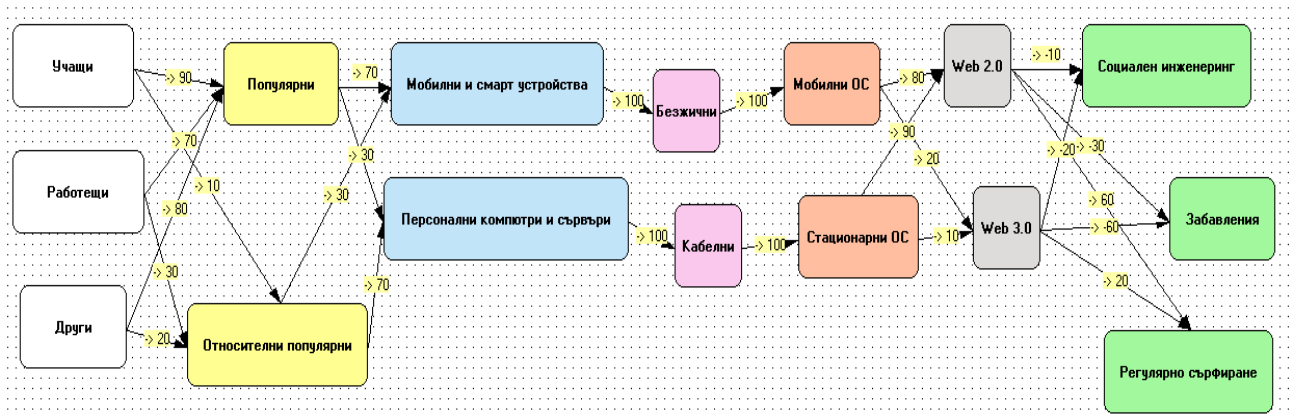 Учащи
Работещи
Други
-> 90
-> 70
-> 10
-> 80
-> 30
-> 20
Популярни
Относителни популярни
-> 70
-> 30
-> 30
-> 70
Мобилни и смарт устройства
Персонални компютри и сървъри
-> 100
-> 100
Безжични
Кабелни
-> 100
-> 100
Мобилни ОС
Стационарни ОС
-> 80
-> 90
-> 20
-> 10
Web 2.0
Web 3.0
-> -10
-> -30
-> -20
-> 60
-> -60
-> 20
Социален инженеринг
Забавления
Регулярно сърфиране